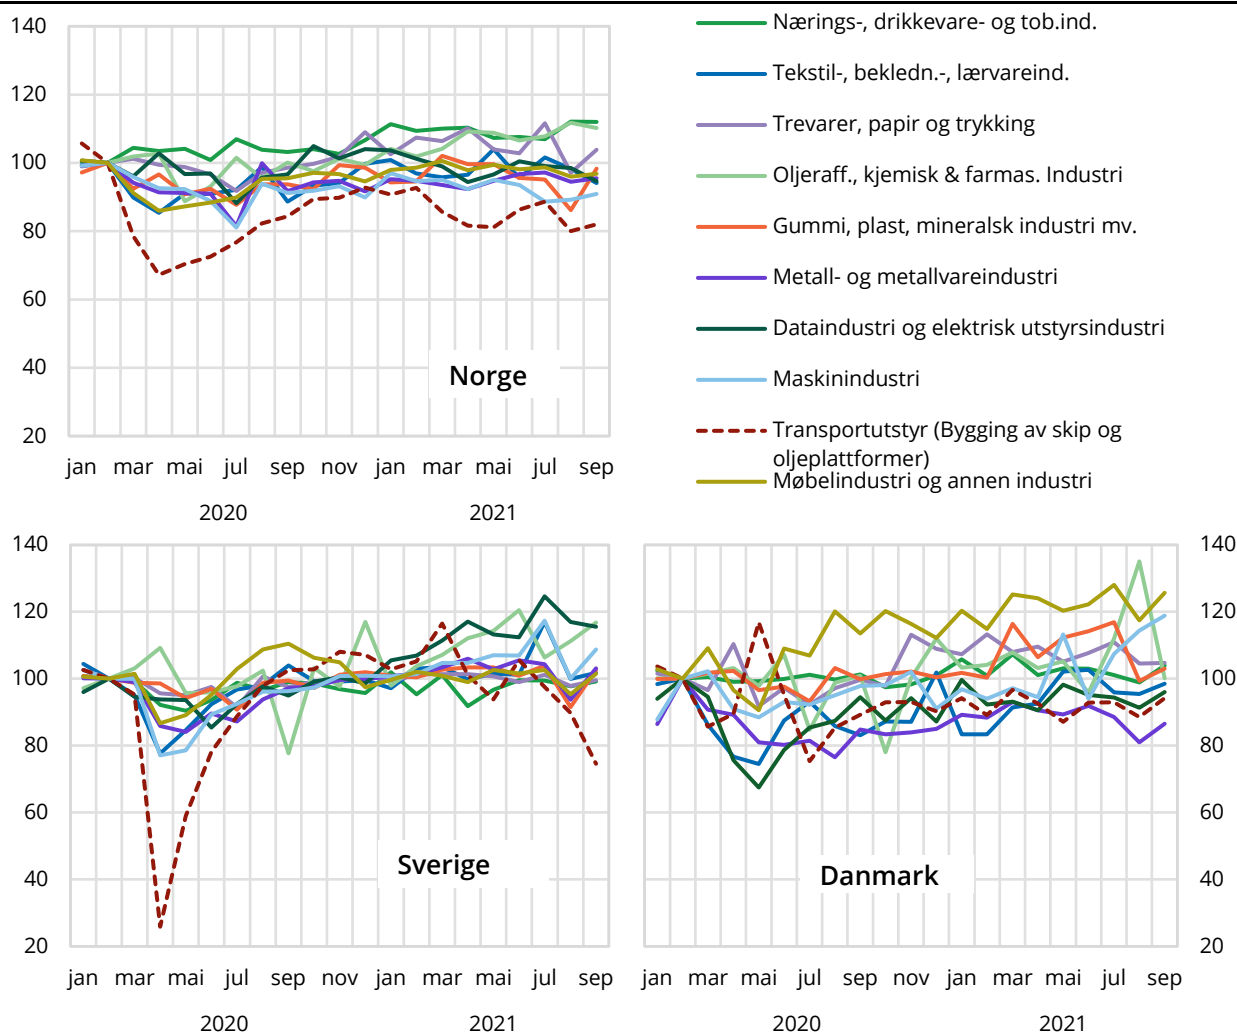 140
120
100
80
60
40
20
Norge
jan mar mai jul sep nov jan mar mai jul sep
2020 2021
Nærings-, drikkevare- og tob.ind.
Tekstil-, bekledn.-, lærvareind.
Trevarer, papir og trykking
Oljeraff., kjemisk & farmas. Industri
Gummi, plast, mineralsk industri mv.
Metall- og metallvareindustri
Dataindustri og elektrisk utstyrsindustri
Maskinindustri
Transportutstyr (Bygging av skip og
oljeplattformer)
Møbelindustri og annen industri
140
120
100
80
60
40
20
Sverige
jan mar mai jul sep nov jan mar mai jul sep
2020 2021
140
120
100
80
60
40
20
Danmark
jan mar mai jul sep nov jan mar mai jul sep
2020 2021